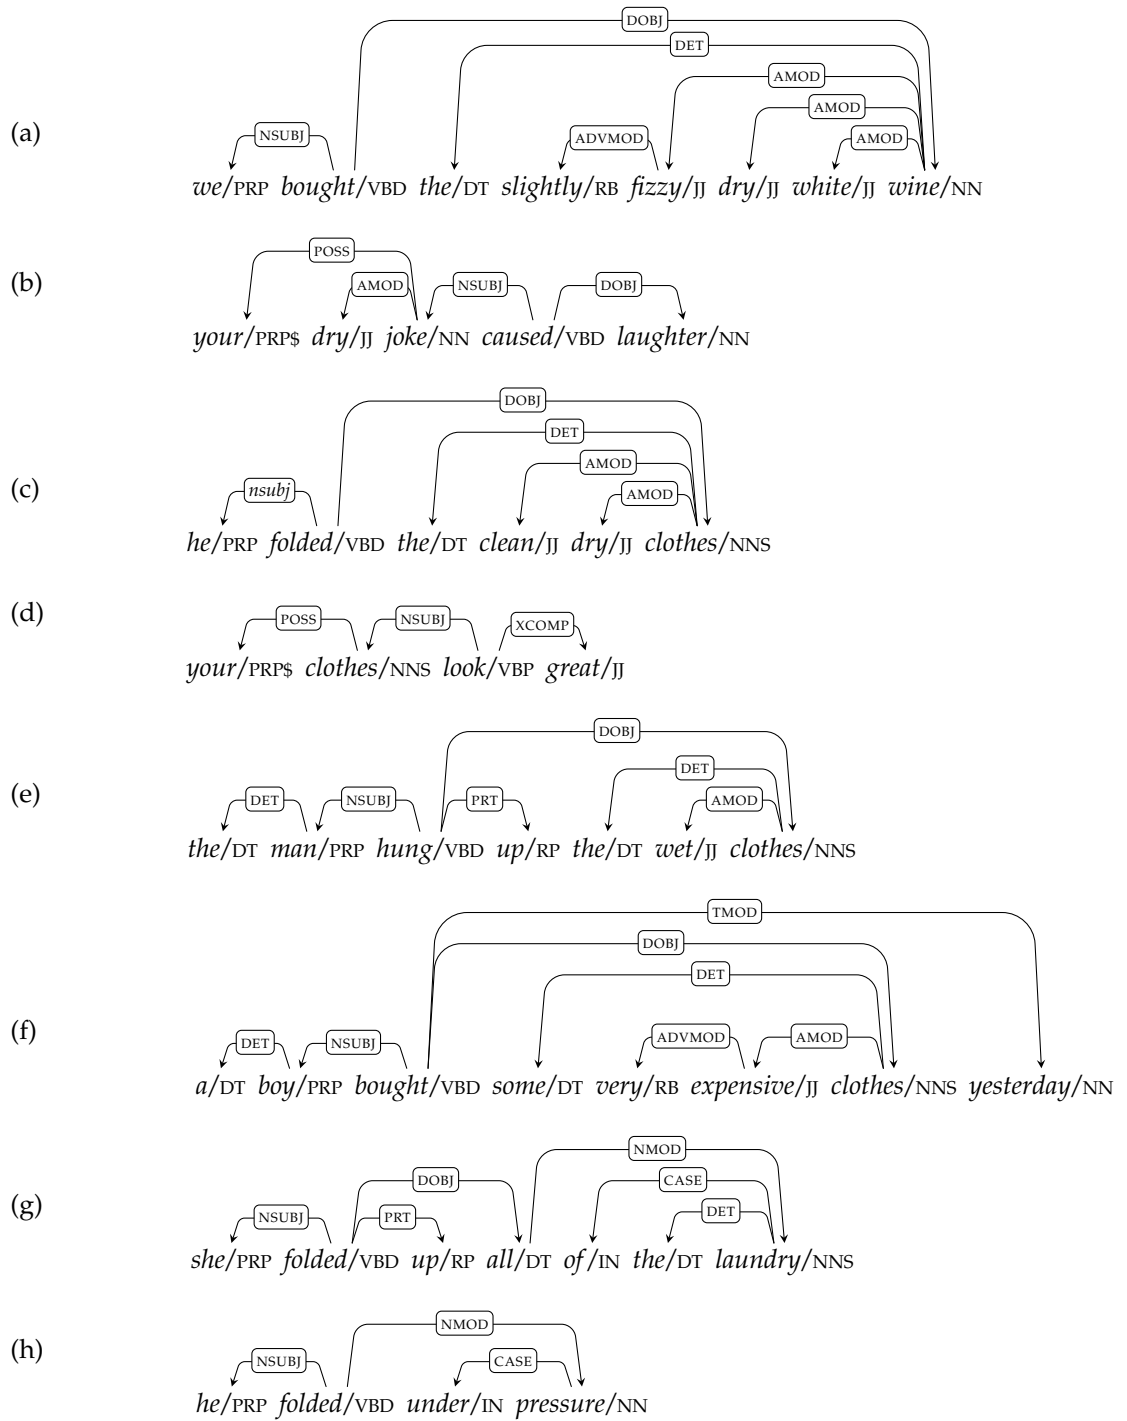 DOBJ
DET
AMOD
AMOD
(a) NSUBJ ADVMOD AMOD
we/PRP bought/VBD the/DT slightly/RB fizzy/JJ dry/JJ white/JJ wine/NN
POSS
(b) AMOD NSUBJ DOBJ
your/PRP$ dry/JJ joke/NN caused/VBD laughter/NN
DOBJ
DET
AMOD
(c) nsubj AMOD
he/PRP folded/VBD the/DT clean/JJ dry/JJ clothes/NNS
(d) POSS NSUBJ XCOMP
your/PRP$ clothes/NNS look/VBP great/JJ
DOBJ
DET
(e) DET NSUBJ PRT AMOD
the/DT man/PRP hung/VBD up/RP the/DT wet/JJ clothes/NNS
TMOD
DOBJ
DET
(f) DET NSUBJ ADVMOD AMOD
a/DT boy/PRP bought/VBD some/DT very/RB expensive/JJ clothes/NNS yesterday/NN
NMOD
DOBJ CASE
(g) NSUBJ PRT DET
she/PRP folded/VBD up/RP all/DT of/IN the/DT laundry/NNS
NMOD
(h) NSUBJ CASE
he/PRP folded/VBD under/IN pressure/NN